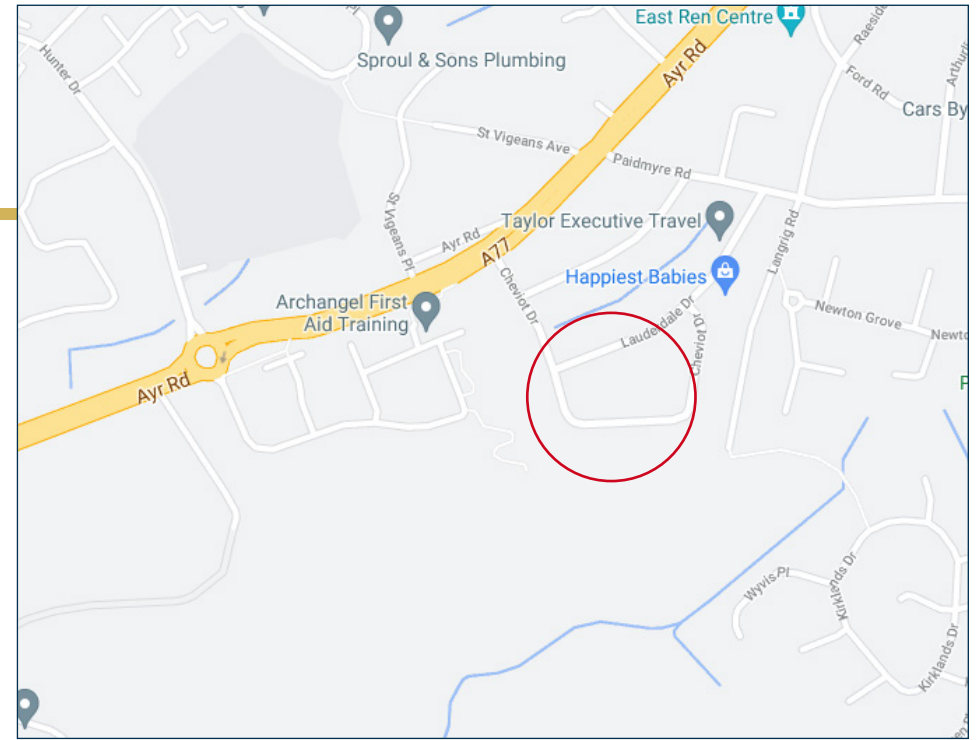 East Ren Centre
Sproul & Sons Plumbing
Hunter Dr
Ayr Rd
Ford Rd
Cars By
St Vigeans Ave
Paidmyre Rd
St Vigeans Pl
Taylor Executive Travel
Ayr Rd
A77
Langrig Rd
Happiest Babies
Cheviot Dr
Archangel First
Aid Training
Lauderdale Dr
Newton Grove
Cheviot Dr
Ayr Rd
Wyvis Pl
Kirklands Dr
Kirklands Dr